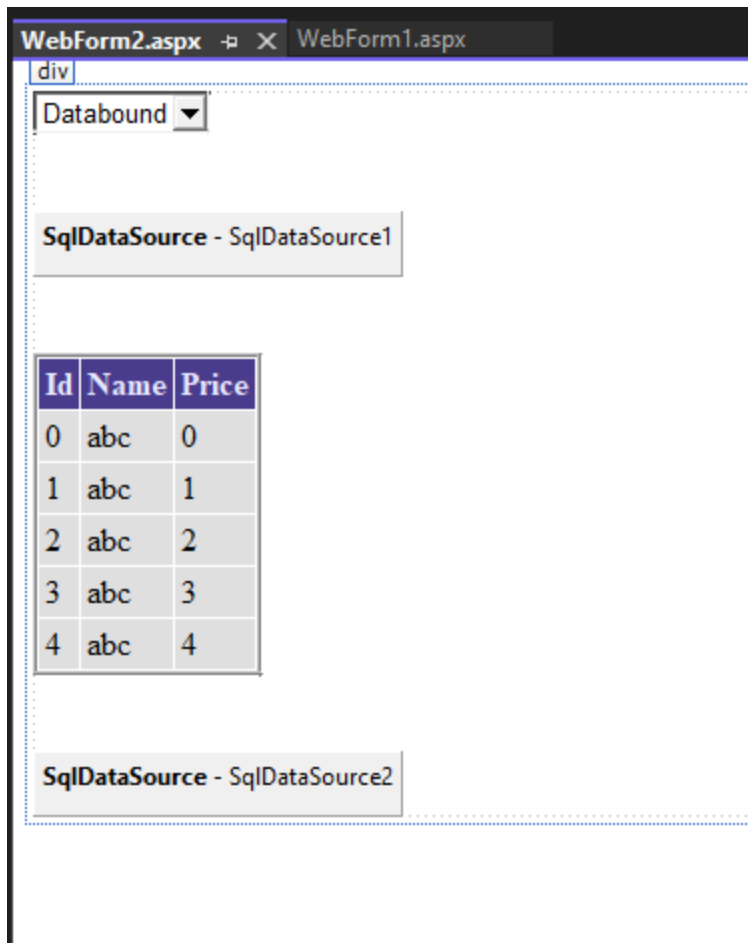 WebForm2.aspx WebForm1.aspx
div
Databound
SqlDataSource - SqlDataSource1
Id Name Price
0 abc 0
1 abc 1
2 abc 2
3 abc 3
4 abc 4
SqlDataSource - SqlDataSource2